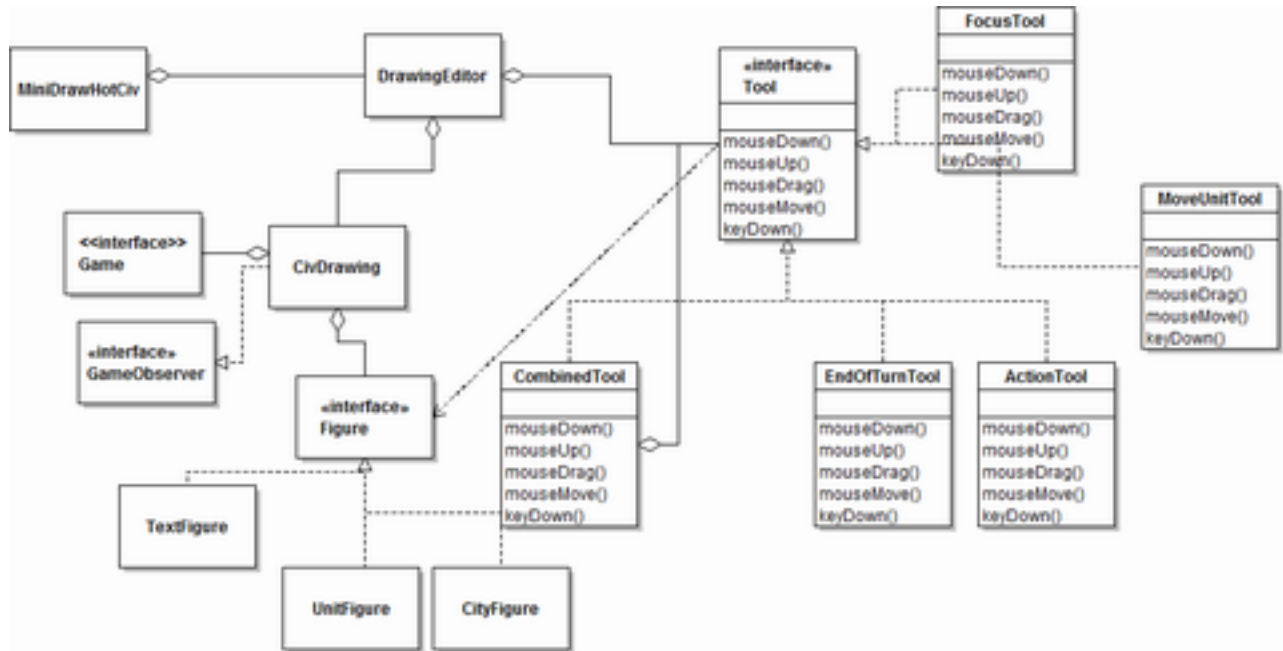 FocusTool
mouseDown()
mouseUp()
mouseDrag()
mouseMove()
keyDown()
MiniDrawHotCiv
DrawingEditor
«interface»
Tool
mouseDown()
mouseUp()
mouseDrag()
mouseMove()
keyDown()
MoveUnitTool
mouseDown()
mouseUp()
mouseDrag()
mouseMove()
keyDown()
<<interface>>
Game
CivDrawing
«interface»
GameObserver
«interface»
Figure
CombinedTool
mouseDown()
mouseUp()
mouseDrag()
mouseMove()
keyDown()
EndOfTurnTool
mouseDown()
mouseUp()
mouseDrag()
mouseMove()
keyDown()
ActionTool
mouseDown()
mouseUp()
mouseDrag()
mouseMove()
keyDown()
TextFigure
UnitFigure
CityFigure